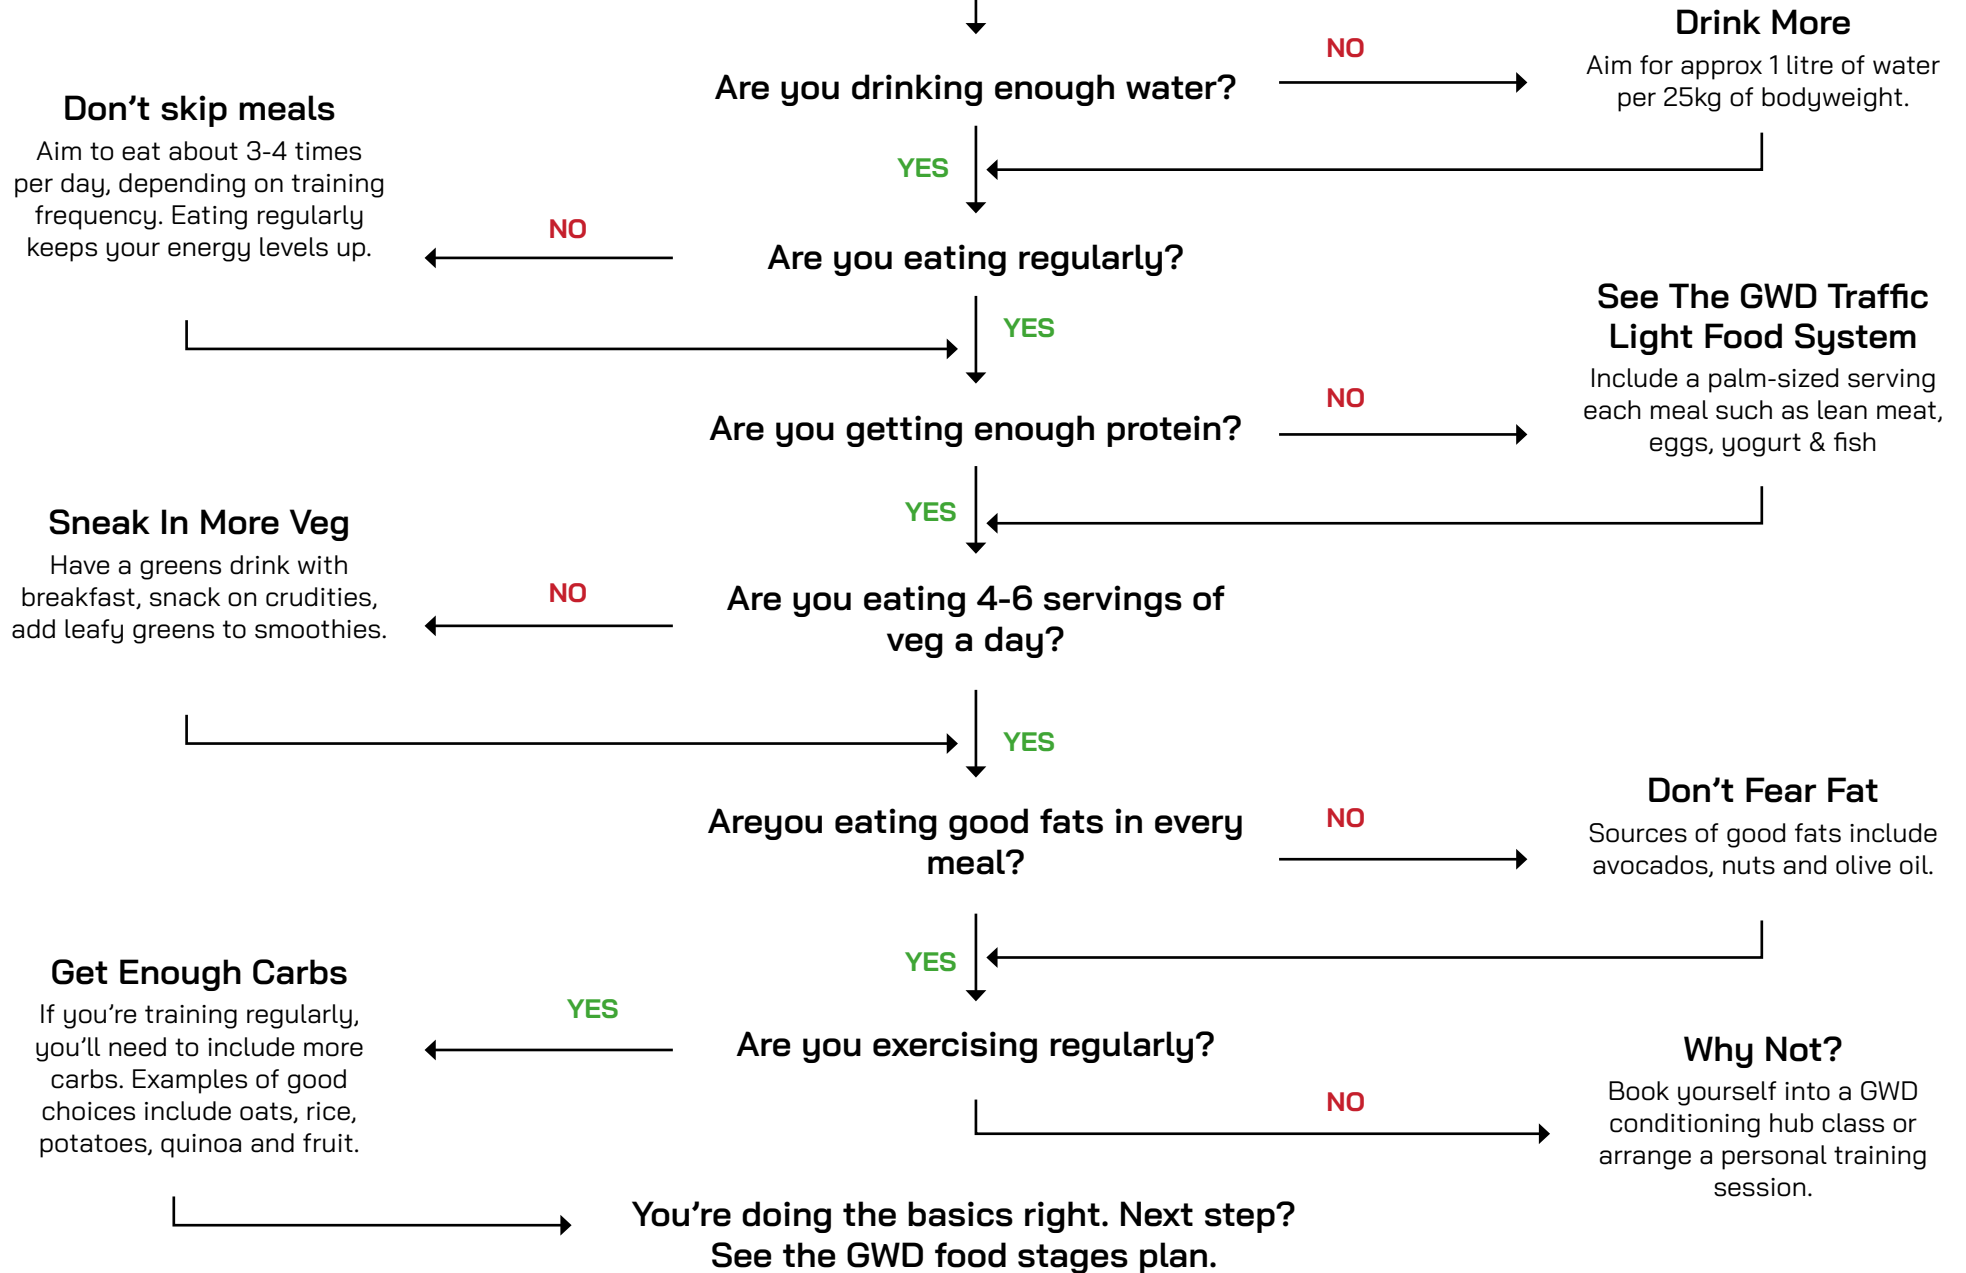 Drink More
Aim for approx 1 litre of water
per 25kg of bodyweight.
NO
Are you drinking enough water?
Don't skip meals
Aim to eat about 3-4 times
per day, depending on training
frequency. Eating regularly
keeps your energy levels up.
YES
NO
Are you eating regularly?
See The GWD Traffic
Light Food System
Include a palm-sized serving
each meal such as lean meat,
eggs, yogurt & fish
YES
NO
Are you getting enough protein?
Sneak In More Veg
Have a greens drink with
breakfast, snack on crudities,
add leafy greens to smoothies.
YES
NO
Are you eating 4-6 servings of
veg a day?
YES
Don't Fear Fat
Sources of good fats include
avocados, nuts and olive oil.
NO
Areyou eating good fats in every
meal?
YES
Get Enough Carbs
If you're training regularly,
you'll need to include more
carbs. Examples of good
choices include oats, rice,
potatoes, quinoa and fruit.
YES
Are you exercising regularly?
NO
Why Not?
Book yourself into a GWD
conditioning hub class or
arrange a personal training
session.
You're doing the basics right. Next step?
See the GWD food stages plan.